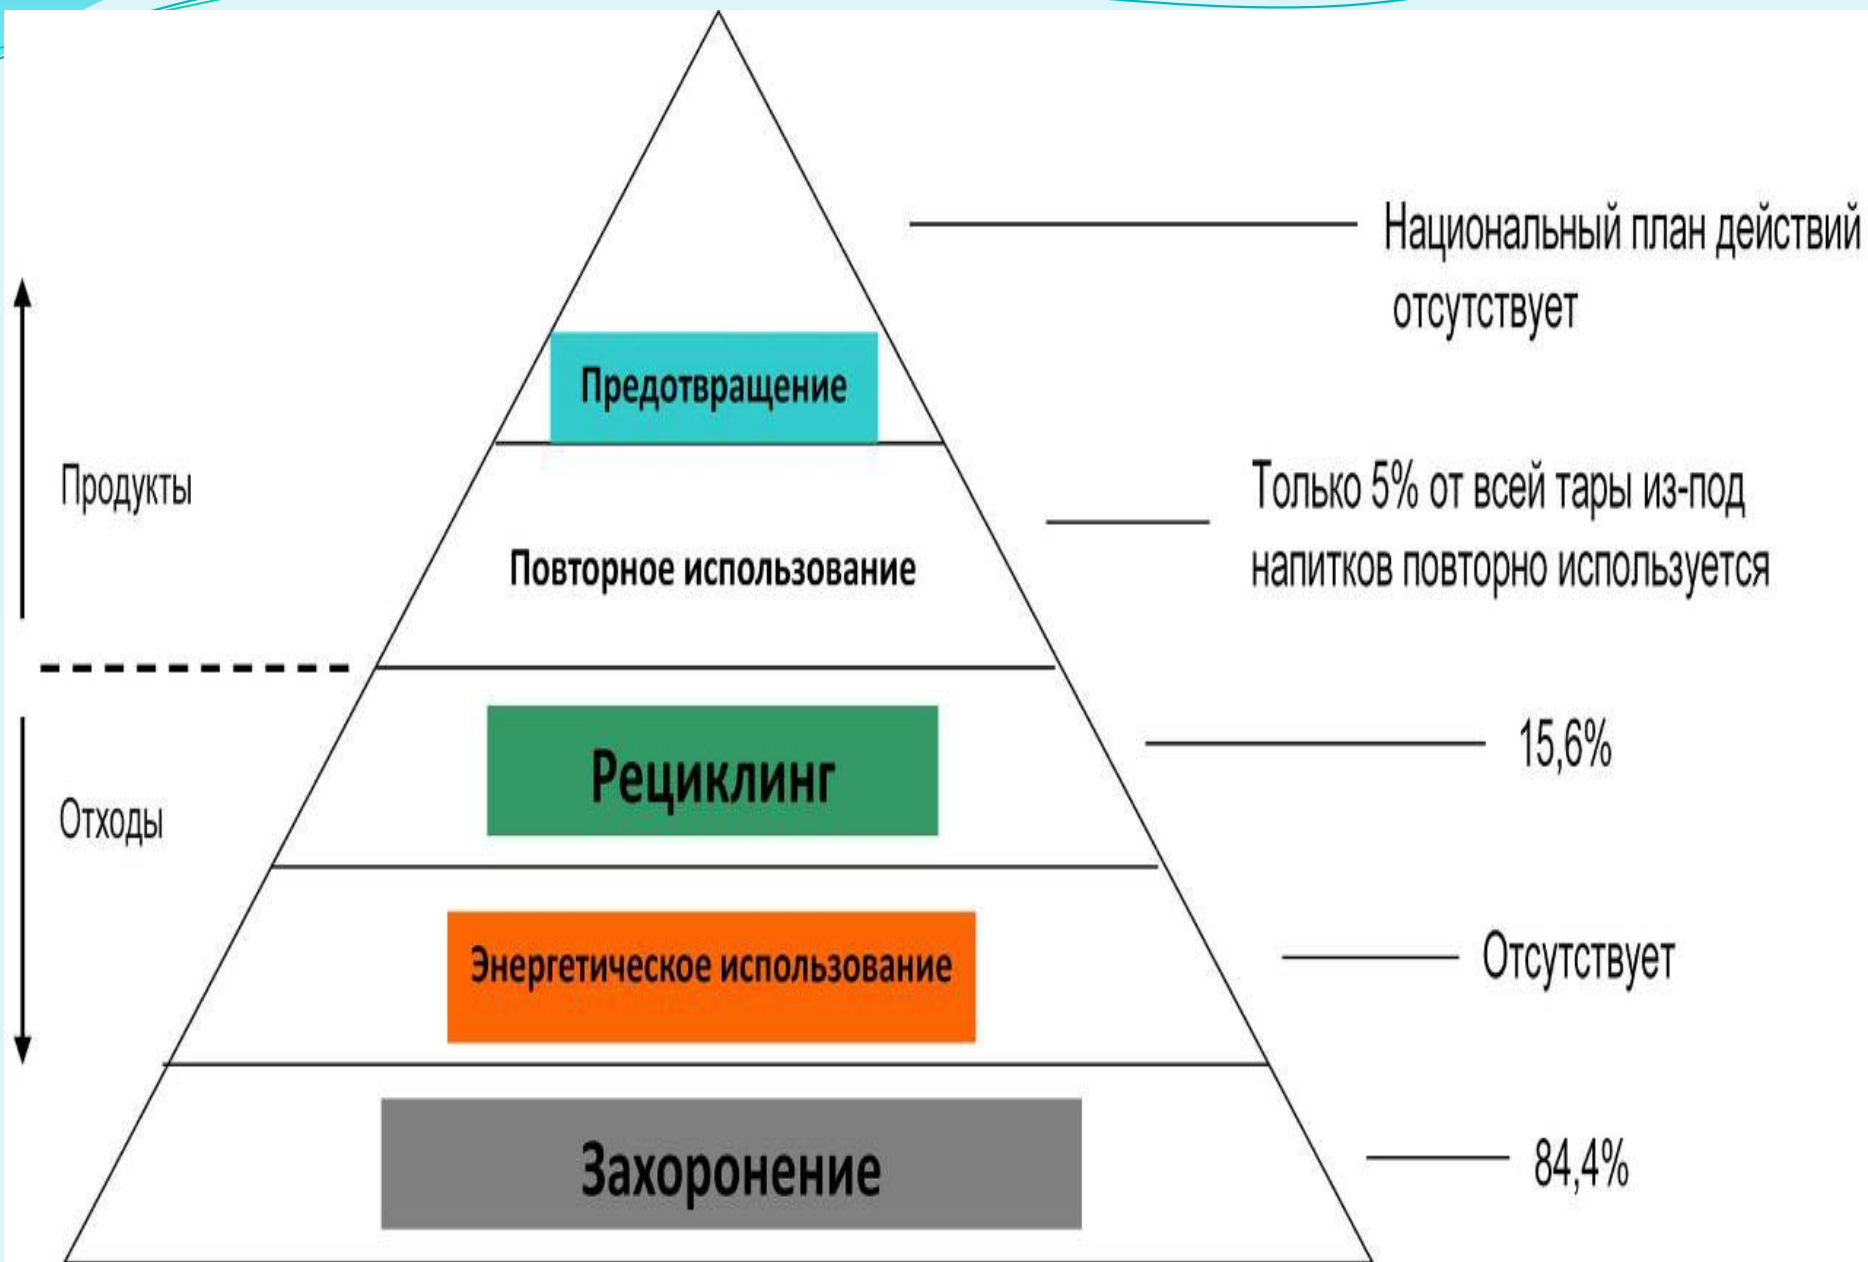 Национальный план действий
отсутствует
Предотвращение
Продукты
Только 5% от всей тары из-под
напитков повторно используется
Повторное использование
Рециклинг
15,6%
Отходы
Энергетическое использование
Отсутствует
Захоронение
84,4%